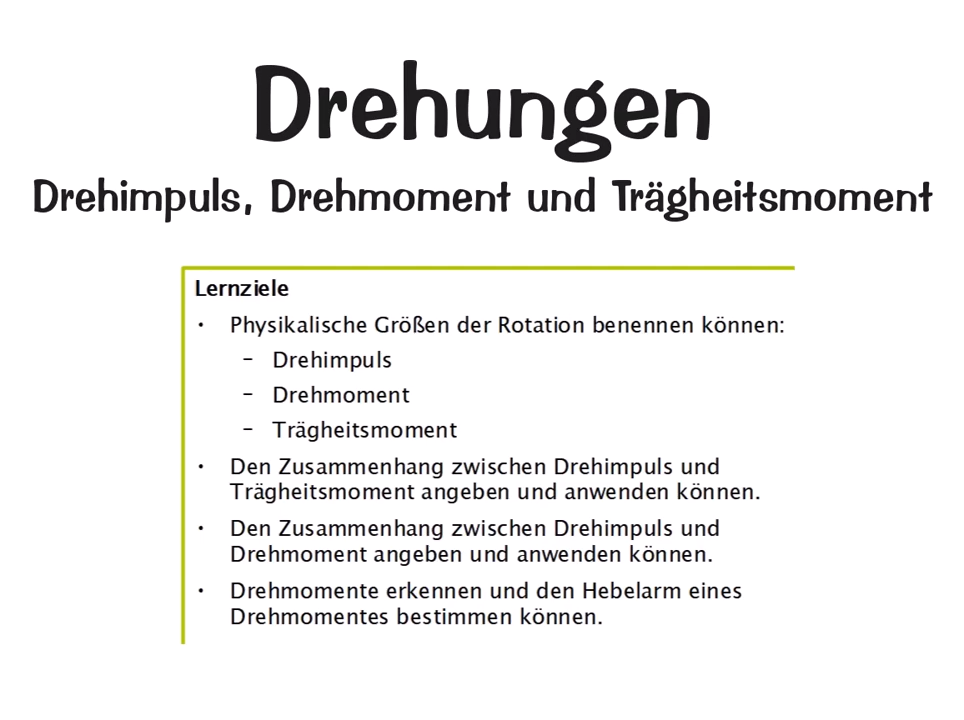 Drehungen
Drehimpuls, Drehmoment und Trägheitsmoment
Lernziele
• Physikalische Größen der Rotation benennen können:
– Drehimpuls
– Drehmoment
– Trägheitsmoment
• Den Zusammenhang zwischen Drehimpuls und
Trägheitsmoment angeben und anwenden können.
• Den Zusammenhang zwischen Drehimpuls und
Drehmoment angeben und anwenden können.
• Drehmomente erkennen und den Hebelarm eines
Drehmomentes bestimmen können.